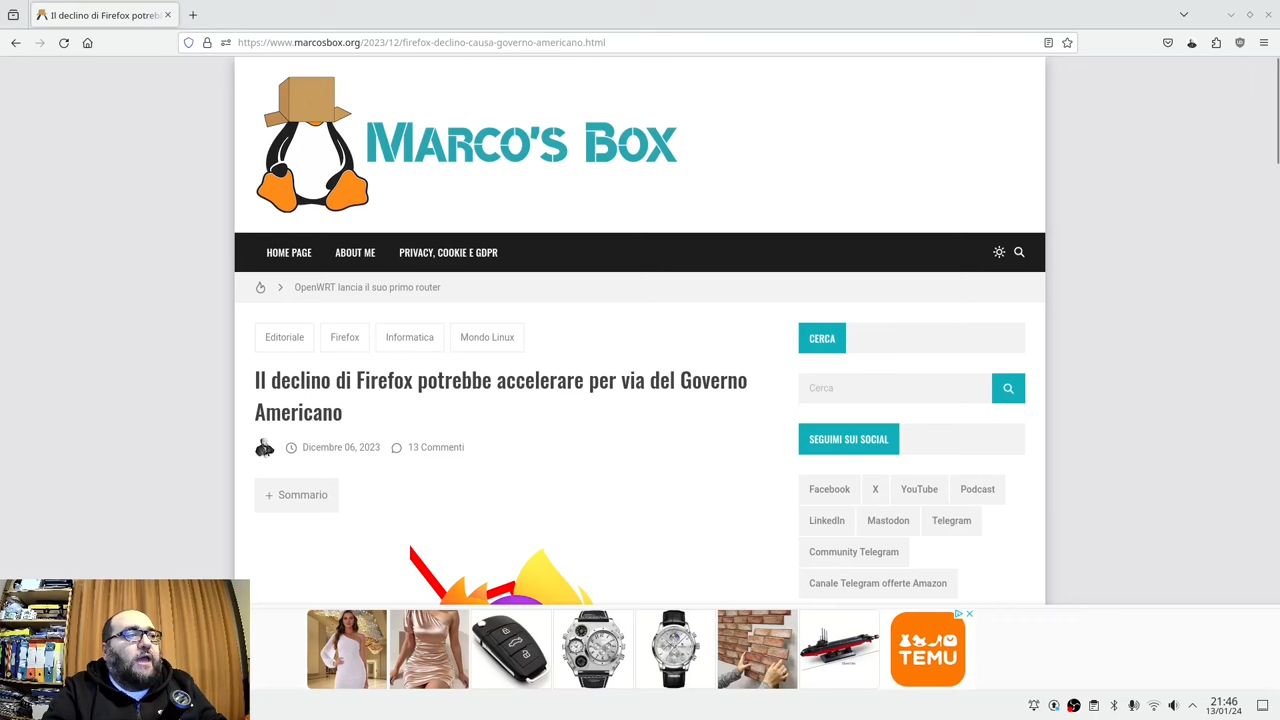 Il declino di Firefox potreb
https://www.marcosbox.org/2023/12/firefox-declino-causa-governo-americano.html
MARCO'S BOX
HOME PAGE ABOUT ME PRIVACY, COOKIE E GDPR
OpenWRT lancia il suo primo router
Editoriale Firefox Informatica Mondo Linux
Il declino di Firefox potrebbe accelerare per via del Governo
Americano
Dicembre 06, 2023 13 Commenti
+ Sommario
CERCA
Cerca
SEGUIMI SUI SOCIAL
Facebook X YouTube Podcast
LinkedIn Mastodon Telegram
Community Telegram
Canale Telegram offerte Amazon
TEMU
21:46
13/01/24